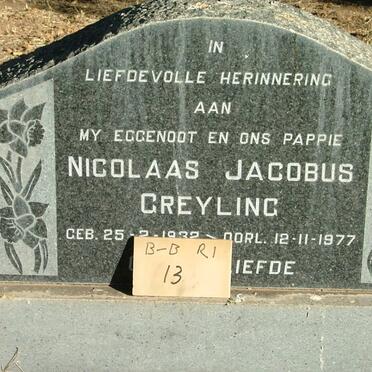 IN
LIEFDEVOLLE HERINNERING
AAN
MY EGGENOOT EN ONS PAPPIE
NICOLAAS JACOBUS
GREYLING
GEB. 25-2-1932 OORL. 12-11-1977
LIEFDE
B-B R1
13